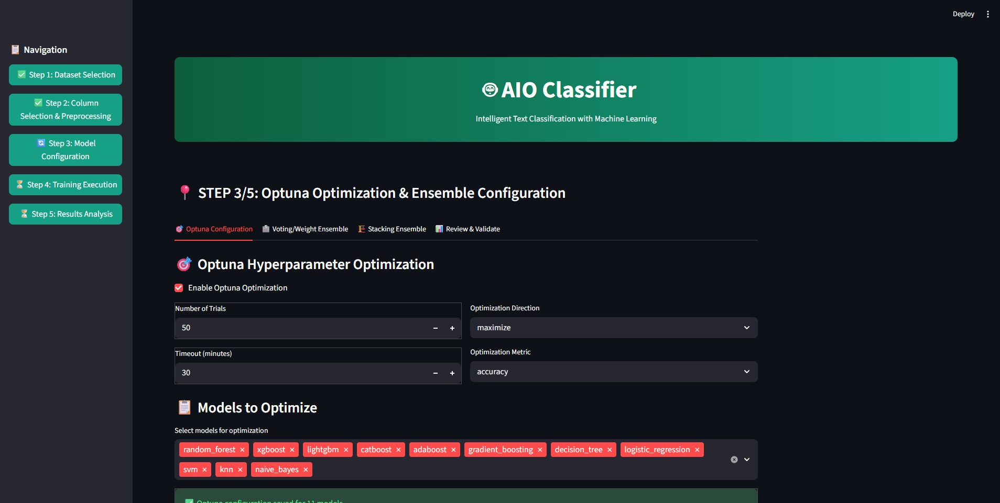 Deploy
Navigation
Step 1: Dataset Selection
Step 2: Column
Selection & Preprocessing
Step 3: Model
Configuration
Step 4: Training Execution
Step 5: Results Analysis
AIO Classifier
Intelligent Text Classification with Machine Learning
STEP 3/5: Optuna Optimization & Ensemble Configuration
Optuna Configuration Voting/Weight Ensemble Stacking Ensemble Review & Validate
Optuna Hyperparameter Optimization
Enable Optuna Optimization
Number of Trials
50
Optimization Direction
maximize
Timeout (minutes)
30
Optimization Metric
accuracy
Models to Optimize
Select models for optimization
random_forest xgboost lightgbm catboost adaboost gradient_boosting decision_tree logistic_regression
svm knn naive_bayes
Optuna configuration saved for 11 models